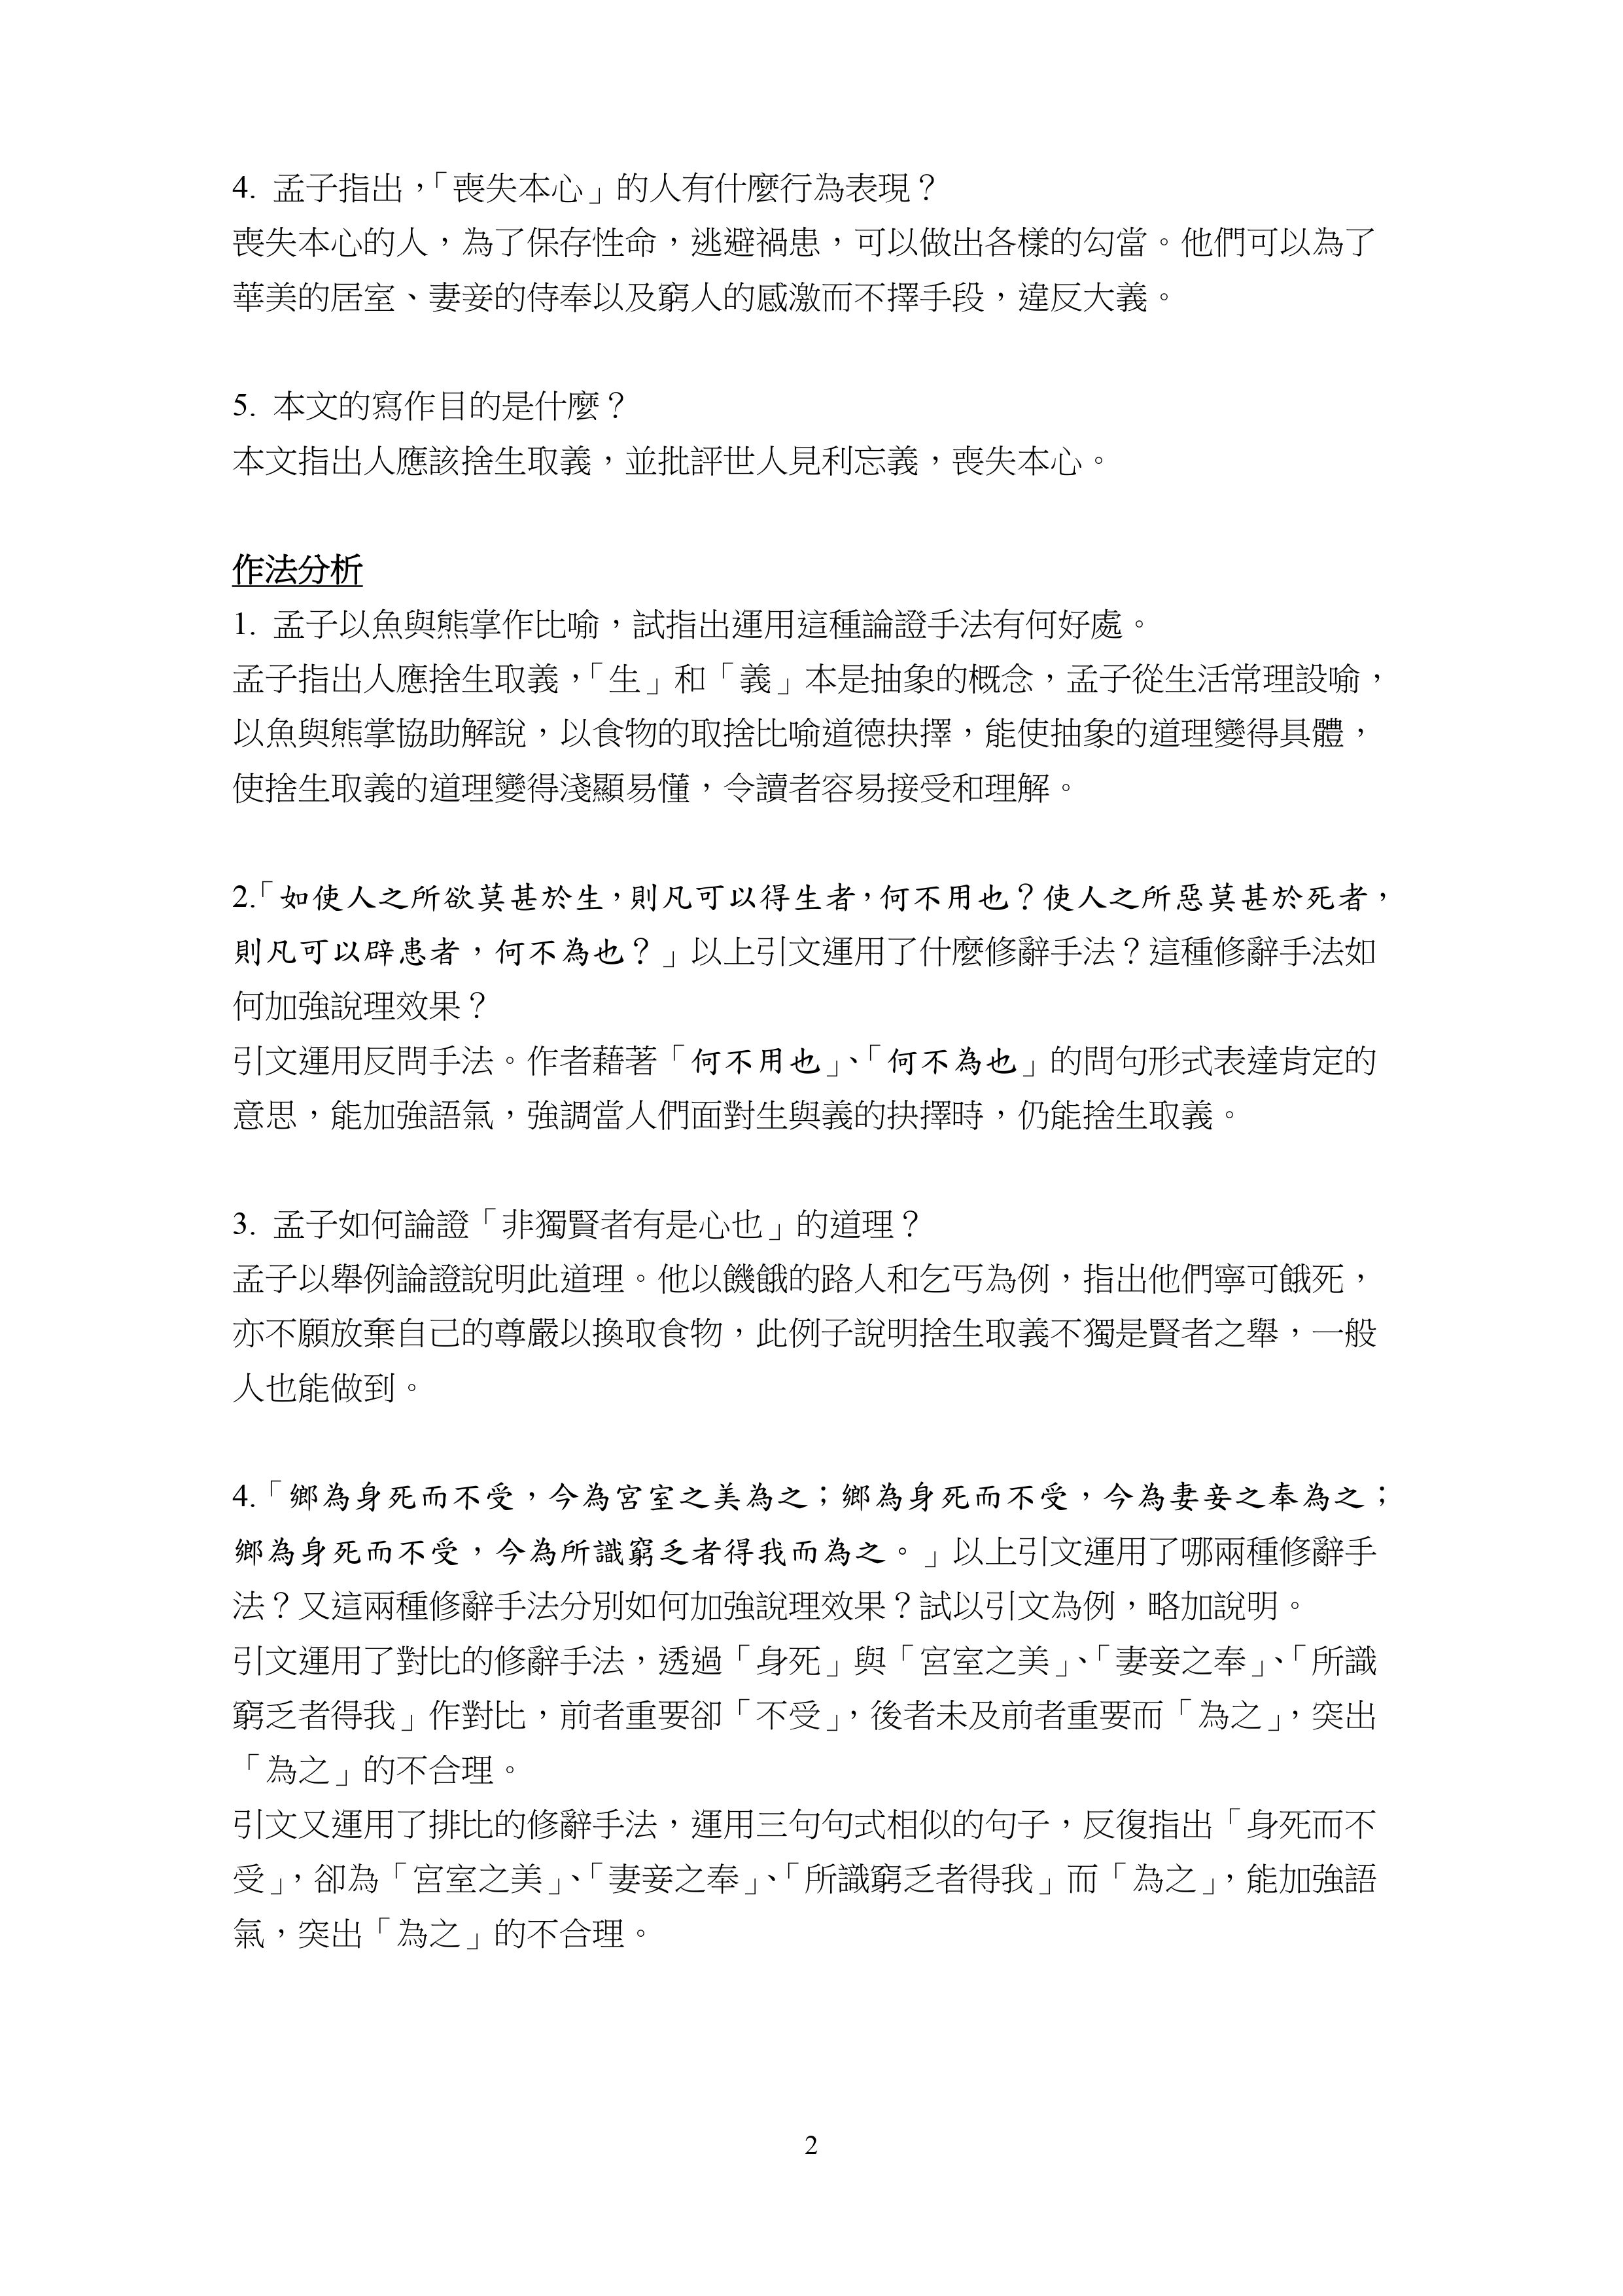 4. 孟子指出，「喪失本心」的人有什麼行為表現？
喪失本心的人，為了保存性命，逃避禍患，可以做出各樣的勾當。他們可以為了
華美的居室、妻妾的侍奉以及窮人的感激而不擇手段，違反大義。
5. 本文的寫作目的是什麼？
本文指出人應該捨生取義，並批評世人見利忘義，喪失本心。
作法分析
1. 孟子以魚與熊掌作比喻，試指出運用這種論證手法有何好處。
孟子指出人應捨生取義，「生」和「義」本是抽象的概念，孟子從生活常理設喻，
以魚與熊掌協助解說，以食物的取捨比喻道德抉擇，能使抽象的道理變得具體，
使捨生取義的道理變得淺顯易懂，令讀者容易接受和理解。
2.「如使人之所欲莫甚於生，則凡可以得生者，何不用也？使人之所惡莫甚於死者，
則凡可以辟患者，何不為也？」以上引文運用了什麼修辭手法？這種修辭手法如
何加強說理效果？
引文運用反問手法。作者藉著「何不用也」、「何不為也」的問句形式表達肯定的
意思，能加強語氣，強調當人們面對生與義的抉擇時，仍能捨生取義。
3. 孟子如何論證「非獨賢者有是心也」的道理？
孟子以舉例論證說明此道理。他以饑餓的路人和乞丐為例，指出他們寧可餓死，
亦不願放棄自己的尊嚴以換取食物，此例子說明捨生取義不獨是賢者之舉，一般
人也能做到。
4.「鄉為身死而不受，今為宮室之美為之；鄉為身死而不受，今為妻妾之奉為之；
鄉為身死而不受，今為所識窮乏者得我而為之。」以上引文運用了哪兩種修辭手
法？又這兩種修辭手法分別如何加強說理效果？試以引文為例，略加說明。
引文運用了對比的修辭手法，透過「身死」與「宮室之美」、「妻妾之奉」、「所識
窮乏者得我」作對比，前者重要卻「不受」，後者未及前者重要而「為之」，突出
「為之」的不合理。
引文又運用了排比的修辭手法，運用三句句式相似的句子，反復指出「身死而不
受」，卻為「宮室之美」、「妻妾之奉」、「所識窮乏者得我」而「為之」，能加強語
氣，突出「為之」的不合理。
2